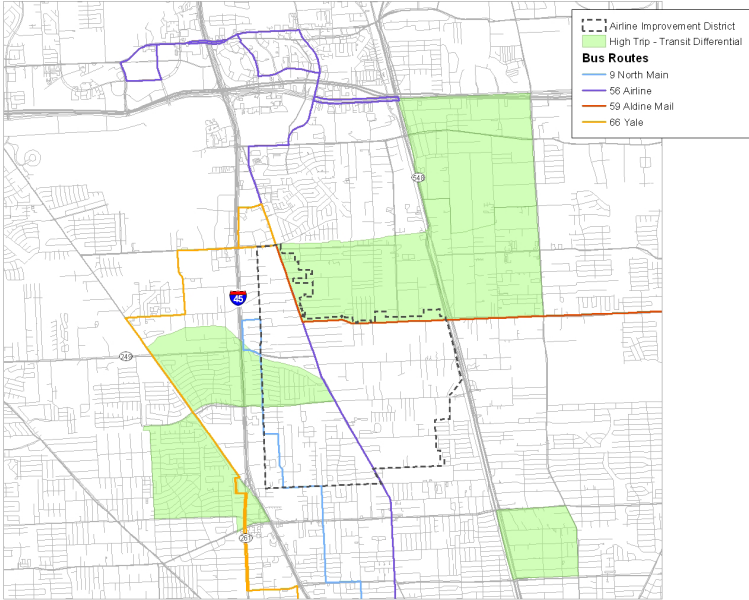 Airline Improvement District
High Trip - Transit Differential
Bus Routes
9 North Main
56 Airline
59 Aldine Mail
66 Yale
548
45
249
261